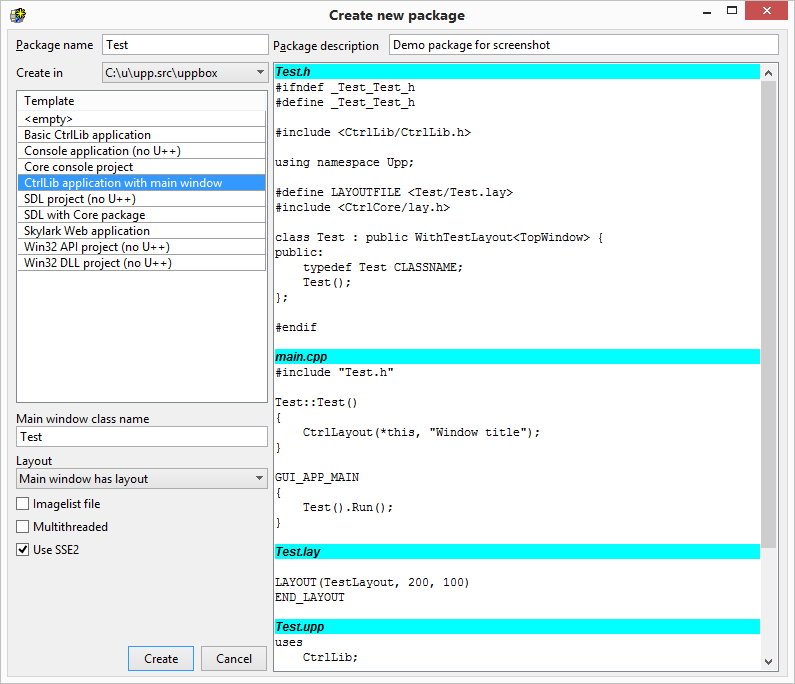 Create new package
Package name Test
Package description Demo package for screenshot
Create in C:\u\upp.src\uppbox
Template
<empty>
Basic CtrlLib application
Console application (no U++)
Core console project
CtrlLib application with main window
SDL project (no U++)
SDL with Core package
Skylark Web application
Win32 API project (no U++)
Win32 DLL project (no U++)
Main window class name
Test
Layout
Main window has layout
Imagelist file
Multithreaded
Use SSE2
Create
Cancel
Test.h
#ifndef _Test_Test_h
#define _Test_Test_h

#include <CtrlLib/CtrlLib.h>

using namespace Upp;

#define LAYOUTFILE <Test/Test.lay>
#include <CtrlCore/lay.h>

class Test : public WithTestLayout<TopWindow> {
public:
    typedef Test CLASSNAME;
    Test();
};

#endif

main.cpp
#include "Test.h"

Test::Test()
{
    CtrlLayout(*this, "Window title");
}

GUI_APP_MAIN
{
    Test().Run();
}

Test.lay

LAYOUT(TestLayout, 200, 100)
END_LAYOUT

Test.upp
uses
    CtrlLib;